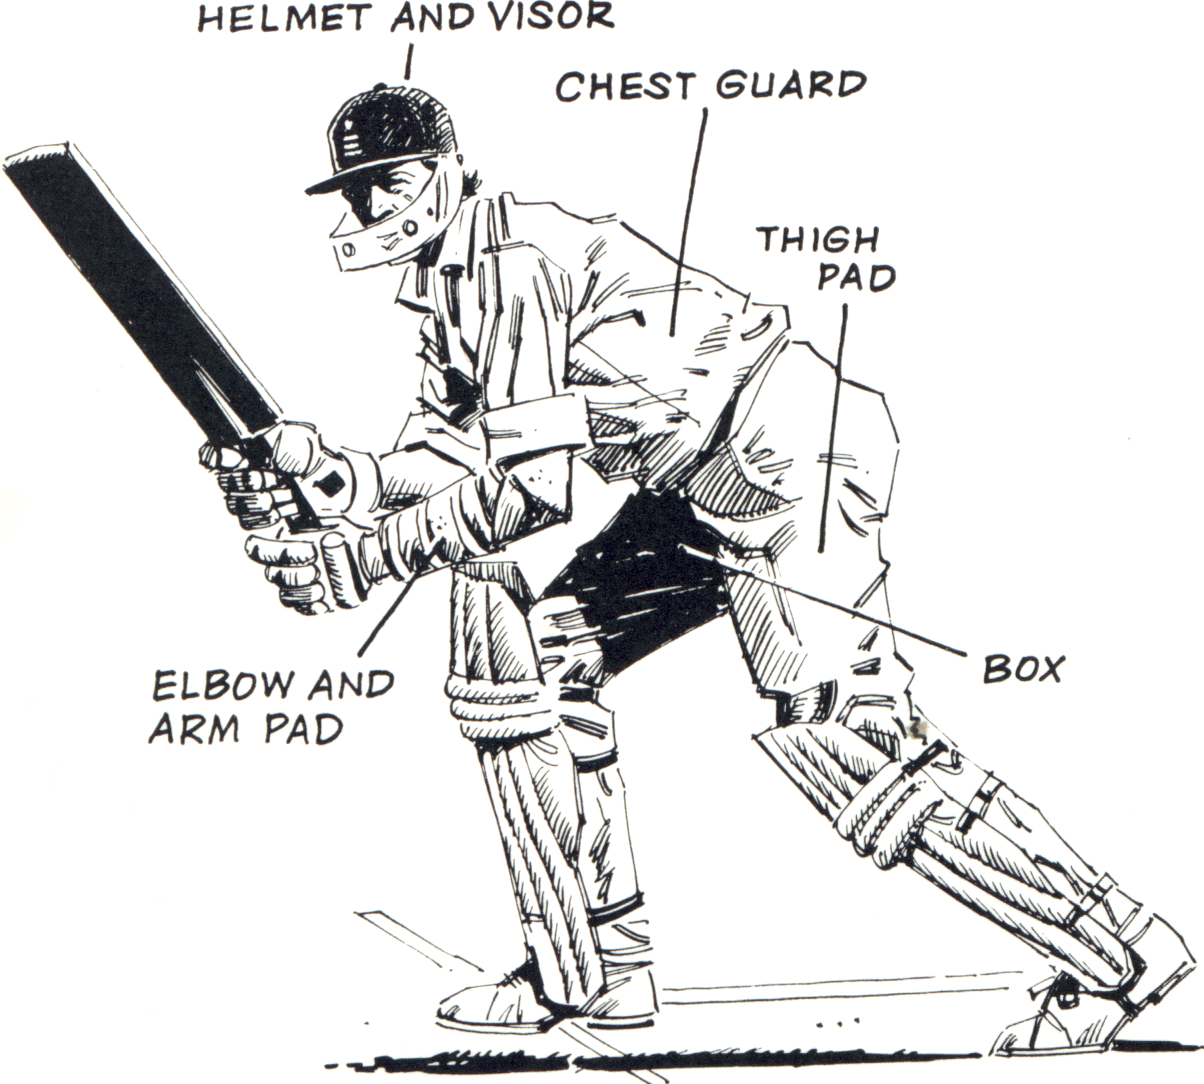 HELMET AND VISOR
CHEST GUARD
THIGH
PAD
BOX
ELBOW AND
ARM PAD